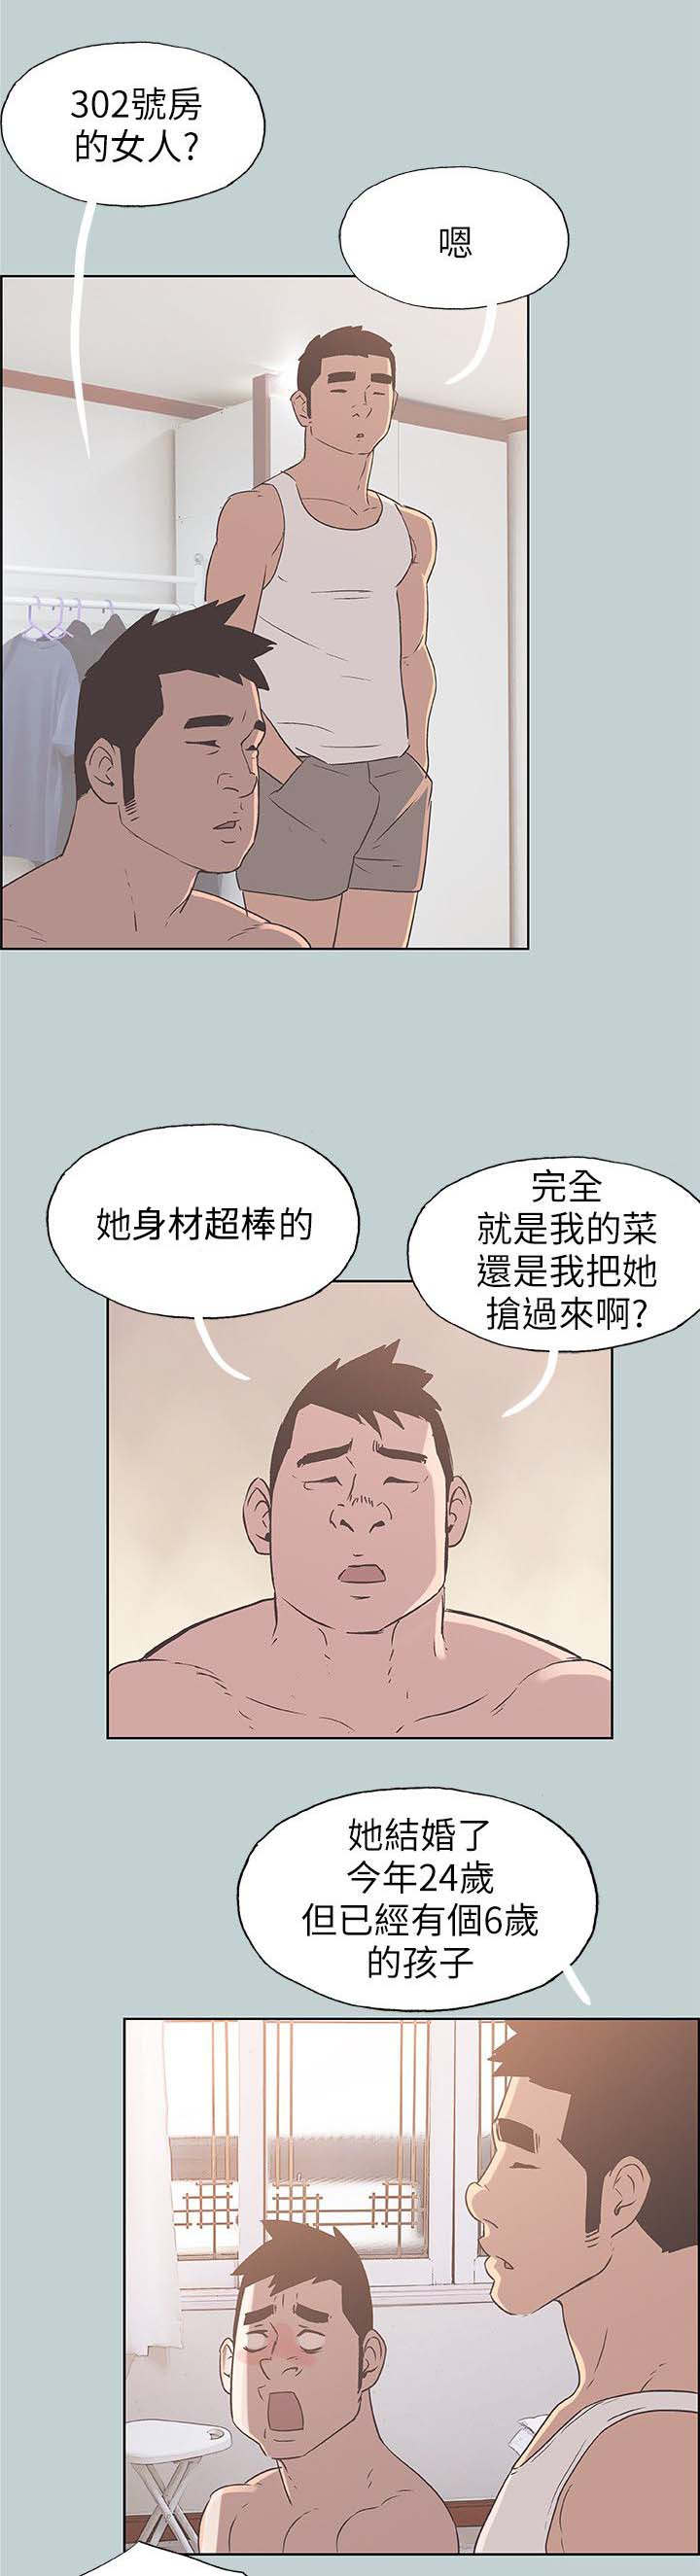 302號房
的女人?
嗯
她身材超棒的
完全
就是我的菜
還是我把她
搶過來啊?
她結婚了
今年24歲
但已經有個6歲
的孩子